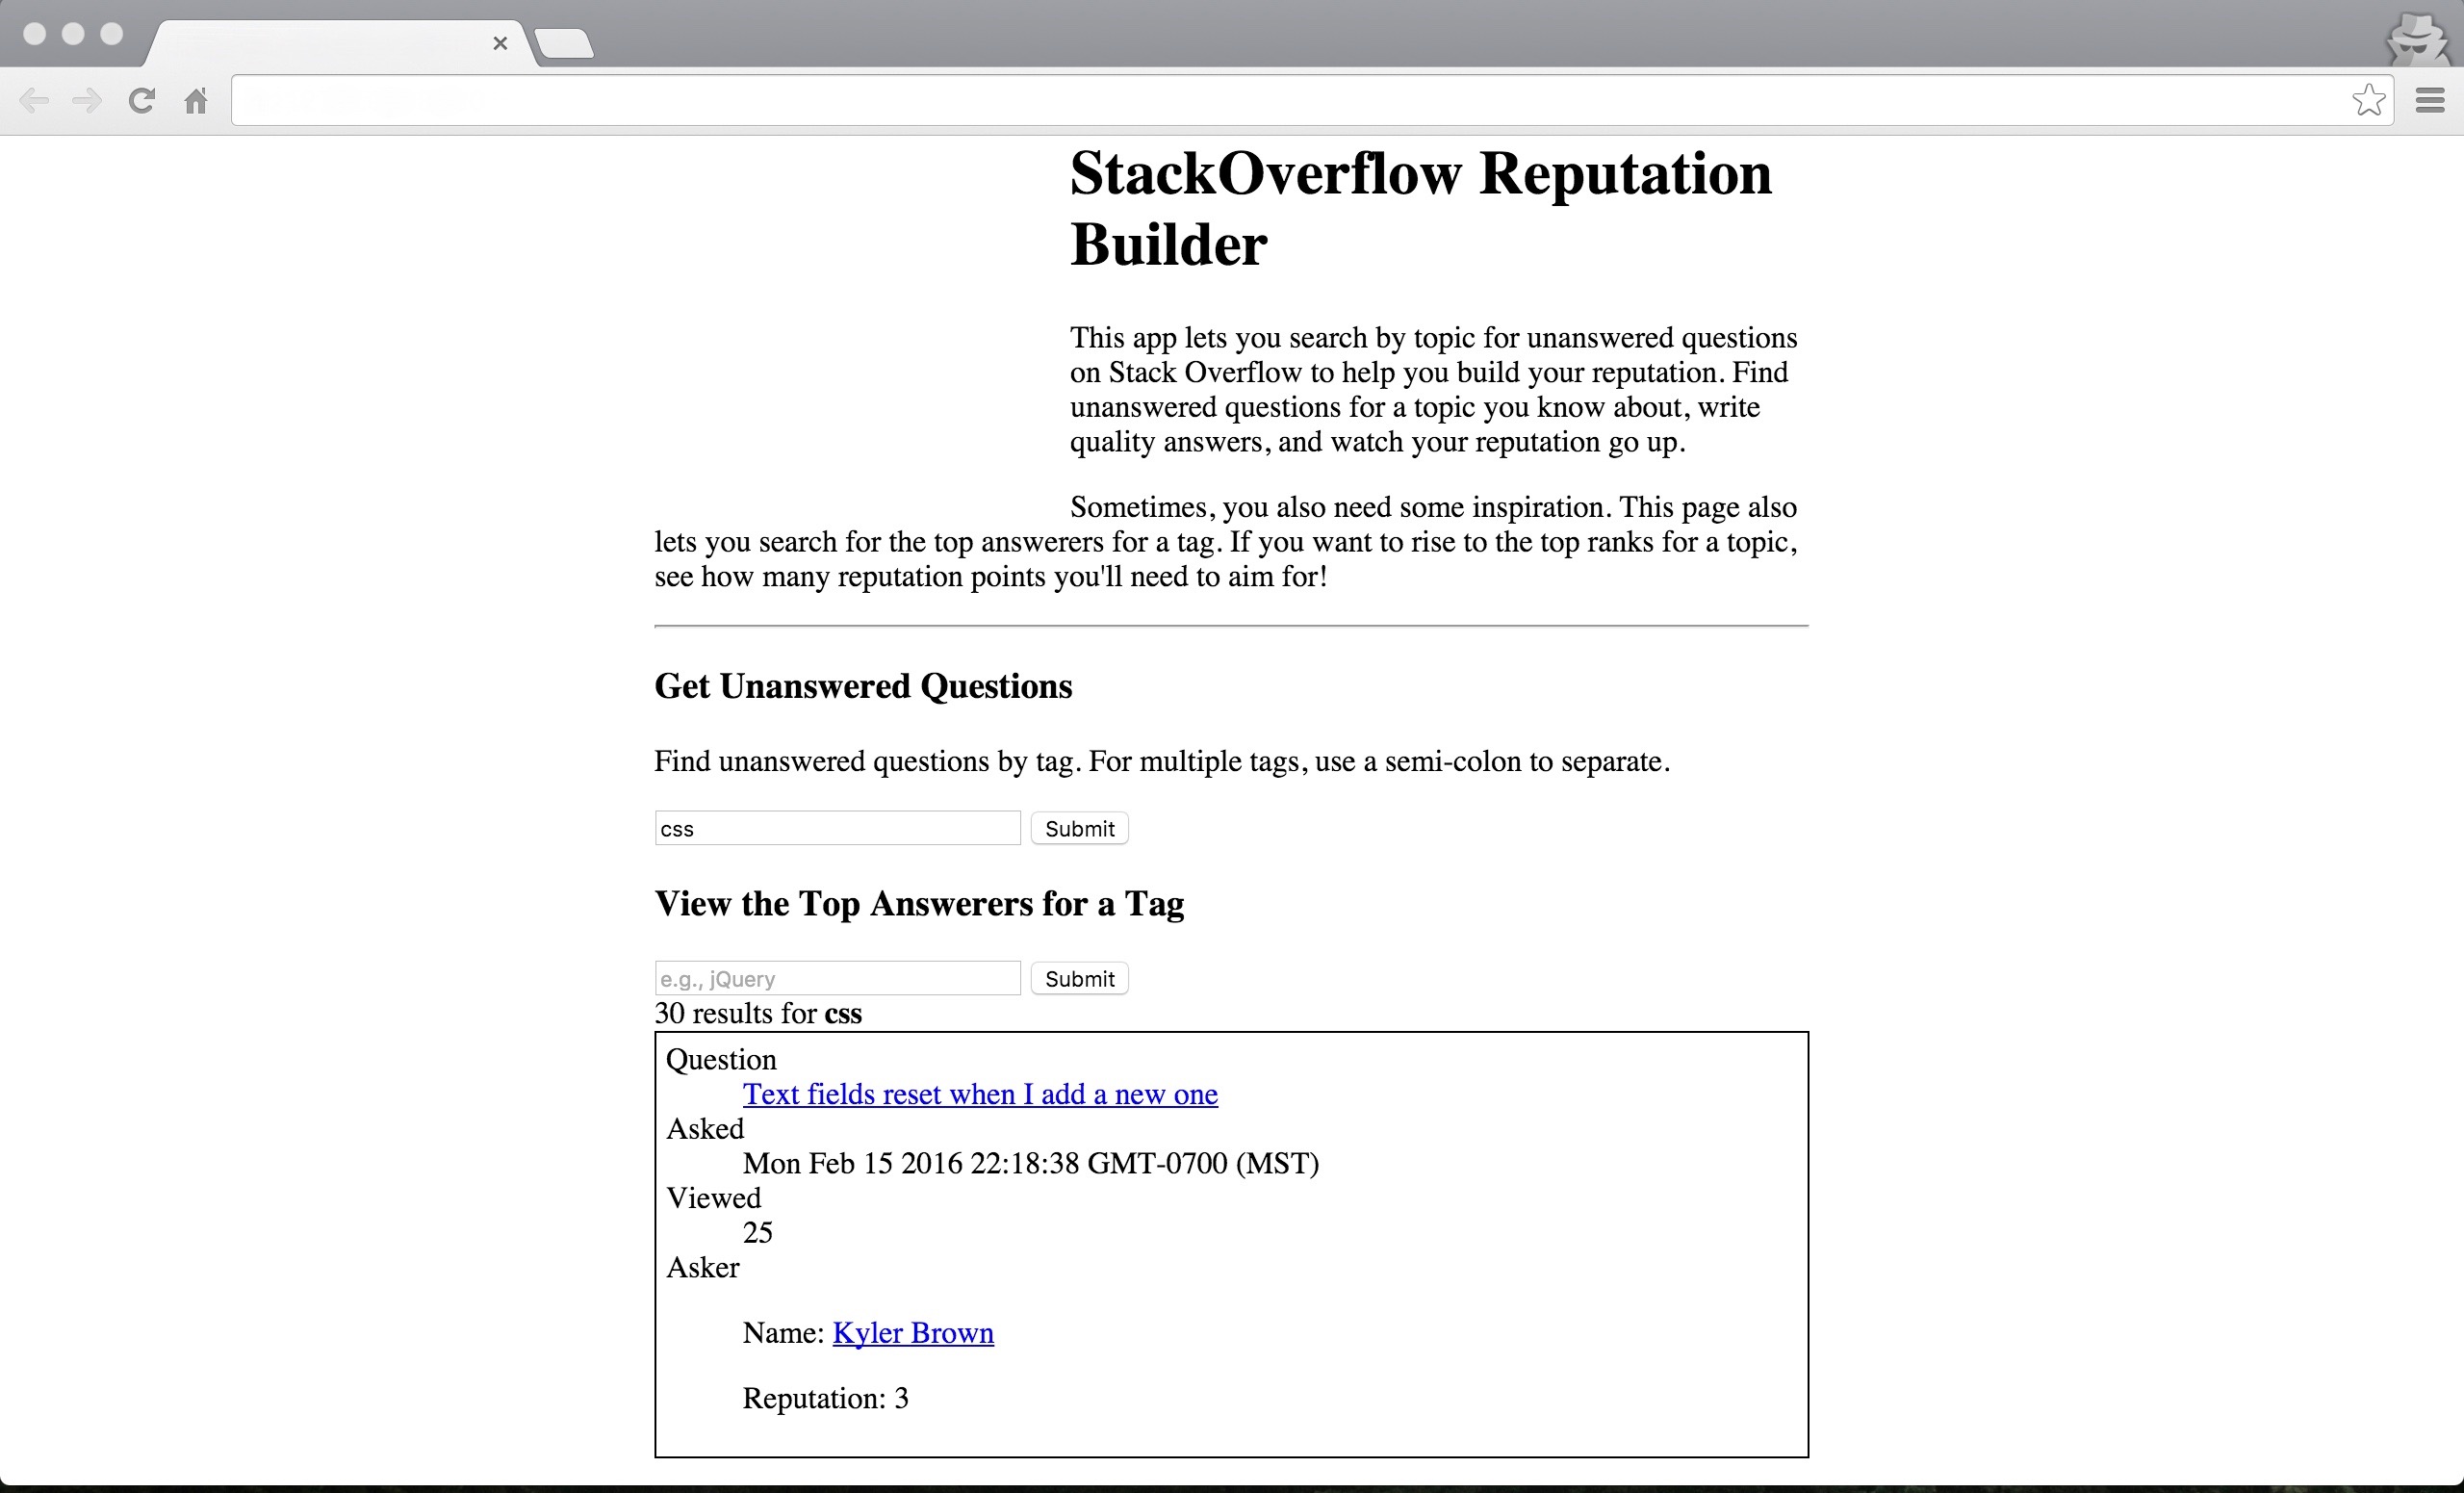 StackOverflow Reputation
Builder
This app lets you search by topic for unanswered questions
on Stack Overflow to help you build your reputation. Find
unanswered questions for a topic you know about, write
quality answers, and watch your reputation go up.
Sometimes, you also need some inspiration. This page also
lets you search for the top answerers for a tag. If you want to rise to the top ranks for a topic,
see how many reputation points you'll need to aim for!
Get Unanswered Questions
Find unanswered questions by tag. For multiple tags, use a semi-colon to separate.
css Submit
View the Top Answerers for a Tag
e.g., jQuery Submit
30 results for css
Question
Text fields reset when I add a new one
Asked
Mon Feb 15 2016 22:18:38 GMT-0700 (MST)
Viewed
25
Asker
Name: Kyler Brown
Reputation: 3